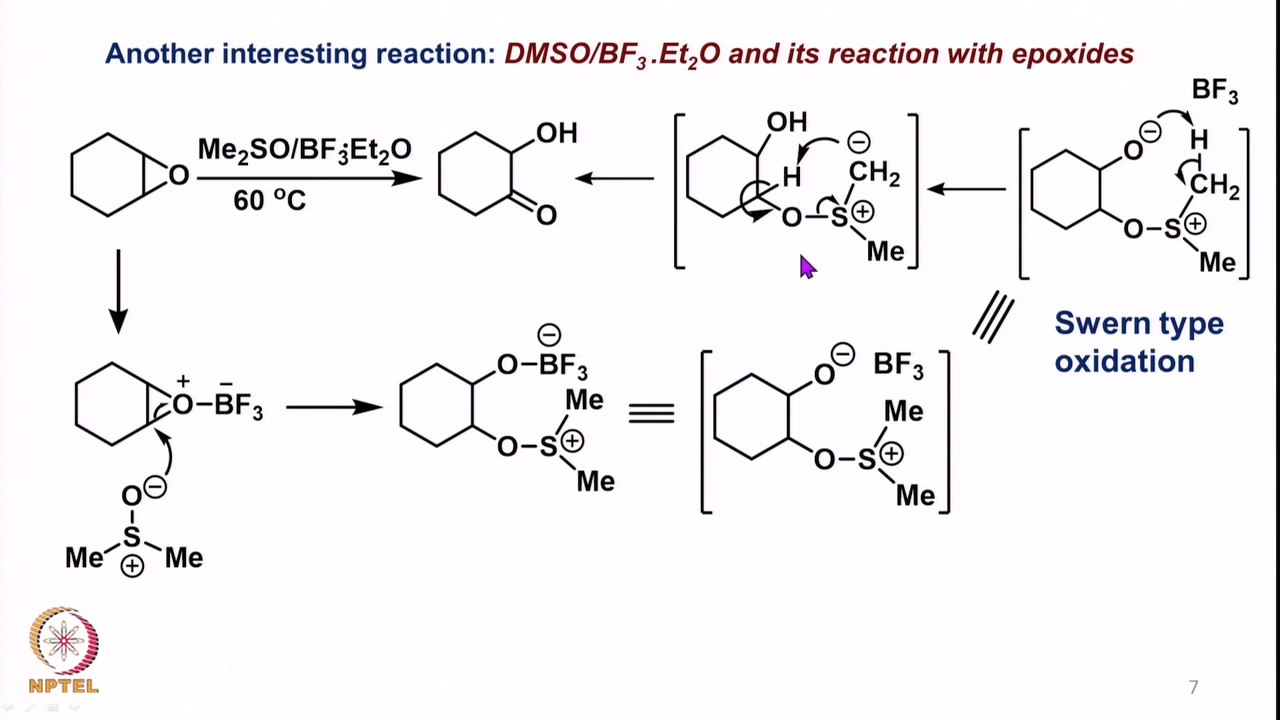 Another interesting reaction: DMSO/BF₃.Et₂O and its reaction with epoxides
BF₃
O
Me₂SO/BF₃.Et₂O
60 ⁰C
OH
O
OH
H
⊖
CH₂
O–S⊕
Me
O⊖
H
CH₂
O–S⊕
Me
Swern type
oxidation
+ –
O–BF₃
O⊖
S
Me Me
⊕
⊖
O–BF₃
Me
O–S⊕
Me
O⊖ BF₃
Me
O–S⊕
Me
NPTEL
7